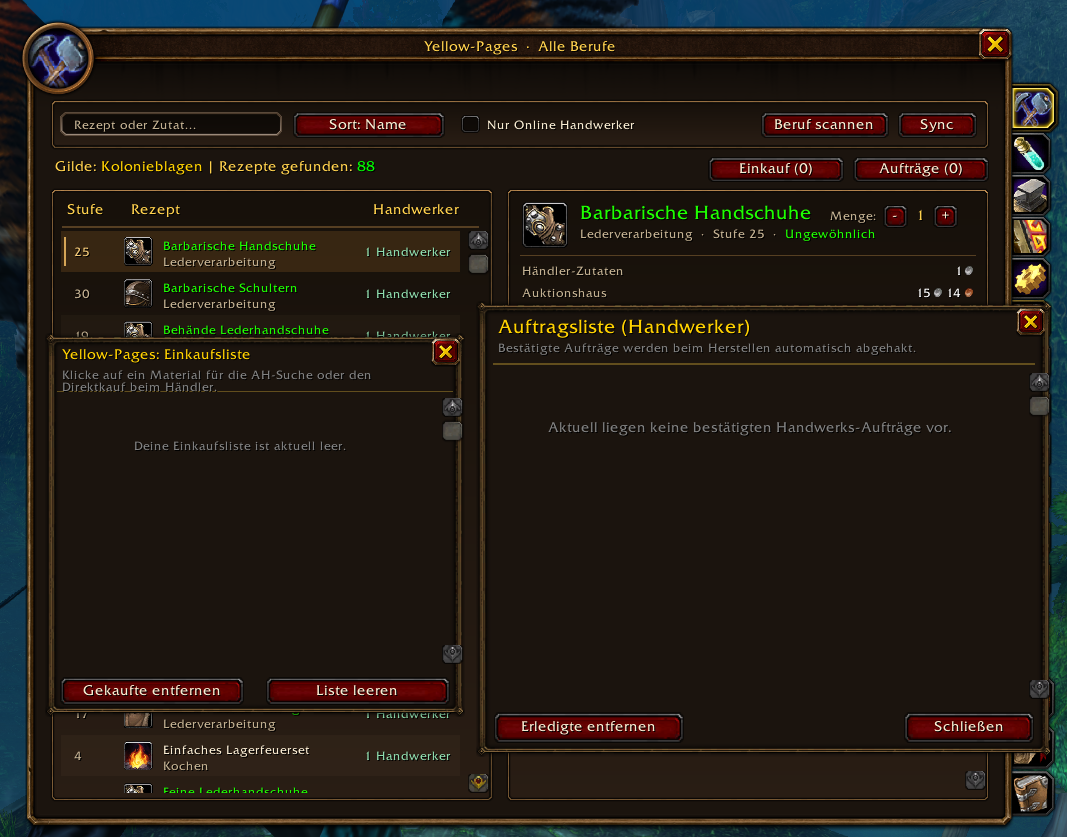 Yellow-Pages · Alle Berufe
Rezept oder Zutat...
Sort: Name
Nur Online Handwerker
Beruf scannen
Sync
Gilde: Kolonieblagen | Rezepte gefunden: 88
Einkauf (0)
Aufträge (0)
Stufe Rezept Handwerker
25 Barbarische Handschuhe 1 Handwerker
Lederverarbeitung
30 Barbarische Schultern 1 Handwerker
Lederverarbeitung
19 Behände Lederhandschuhe 1 Handwerker
Barbarische Handschuhe Menge: - 1 +
Lederverarbeitung · Stufe 25 · Ungewöhnlich
Händler-Zutaten 1
Auktionshaus 15 14
Yellow-Pages: Einkaufsliste
Klicke auf ein Material für die AH-Suche oder den
Direktkauf beim Händler.
Deine Einkaufsliste ist aktuell leer.
Gekaufte entfernen
Liste leeren
Auftragsliste (Handwerker)
Bestätigte Aufträge werden beim Herstellen automatisch abgehakt.
Aktuell liegen keine bestätigten Handwerks-Aufträge vor.
Erledigte entfernen
Schließen
17 1 Handwerker
Lederverarbeitung
4 Einfaches Lagerfeuerset 1 Handwerker
Kochen
Feine Lederhandschuhe